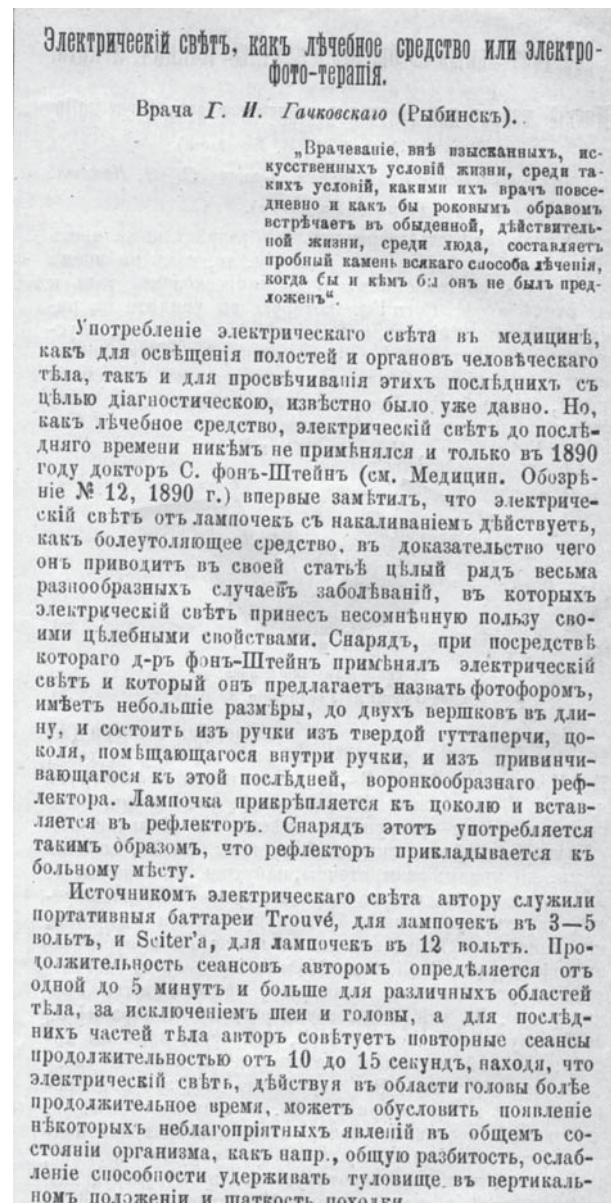 Электрическій свѣтъ, какъ лѣчебное средство или электро-
фото-терапія.
Врача Г. И. Гачковскаго (Рыбинскъ).
„Врачеваніе, внѣ изысканныхъ, ис-
кусственныхъ условій жизни, среди та-
кихъ условій, какими ихъ врачъ повсе-
дневно и какъ бы роковымъ образомъ
встрѣчаетъ въ обыденной, дѣйствитель-
ной жизни, среди люда, составляетъ
пробный камень всякаго способа лѣченія,
когда бы и кѣмъ бы онъ не былъ пред-
ложенъ“.
Употребленіе электрическаго свѣта въ медицинѣ,
какъ для освѣщенія полостей и органовъ человѣческаго
тѣла, такъ и для просвѣчиванія этихъ послѣднихъ съ
цѣлью діагностическою, извѣстно было уже давно. Но,
какъ лѣчебное средство, электрическій свѣтъ до послѣд-
дняго времени никѣмъ не примѣнялся и только въ 1890
году докторъ С. фонъ-Штейнъ (см. Медицин. Обозрѣ-
ніе № 12, 1890 г.) впервые замѣтилъ, что электриче-
скій свѣтъ отъ лампочекъ съ накаливаніемъ дѣйствуетъ,
какъ болеутоляющее средство, въ доказательство чего
онъ приводитъ въ своей статьѣ цѣлый рядъ весьма
разнообразныхъ случаевъ заболѣваній, въ которыхъ
электрическій свѣтъ принесъ несомнѣнную пользу сво-
ими цѣлебными свойствами. Снарядъ, при посредствѣ
котораго д-ръ фонъ-Штейнъ примѣнялъ электрическій
свѣтъ и который онъ предлагаетъ назвать фотофоромъ,
имѣетъ небольшіе размѣры, до двухъ вершковъ въ дли-
ну, и состоитъ изъ ручки изъ твердой гуттаперчи, цо-
коля, помѣщающагося внутри ручки, и изъ привинчи-
вающагося къ этой послѣдней, воронкообразнаго реф-
лектора. Лампочка прикрѣпляется къ цоколю и встав-
ляется въ рефлекторъ. Снарядъ этотъ употребляется
такимъ образомъ, что рефлекторъ прикладывается къ
больному мѣсту.
Источникомъ электрическаго свѣта автору служили
портативныя баттареи Trouvé, для лампочекъ въ 3—5
вольтъ, и Seiter'a, для лампочекъ въ 12 вольтъ. Про-
должительность сеансовъ авторомъ опредѣляется отъ
одной до 5 минутъ и больше для различныхъ областей
тѣла, за исключеніемъ шеи и головы, а для послѣд-
нихъ частей тѣла авторъ совѣтуетъ повторные сеансы
продолжительностью отъ 10 до 15 секундъ, находя, что
электрическій свѣтъ, дѣйствуя въ области головы болѣе
продолжительное время, можетъ обусловить появленіе
нѣкоторыхъ неблагопріятныхъ явленій въ общемъ со-
стояніи организма, какъ напр., общую разбитость, ослаб-
леніе способности удерживать туловище въ вертикаль-
номъ положеніи и шаткость походки.